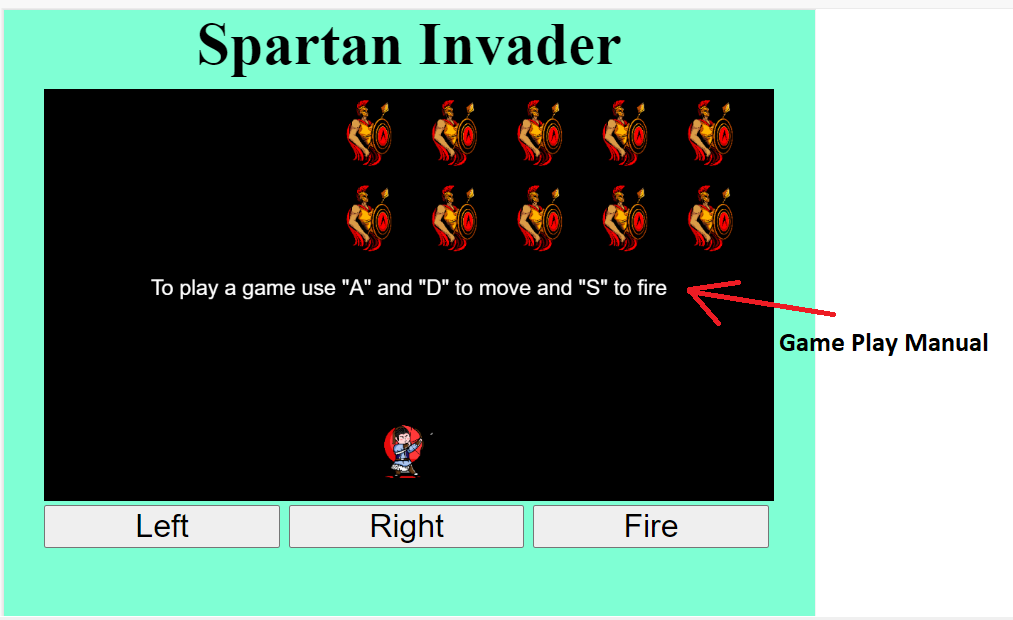 Spartan Invader
To play a game use "A" and "D" to move and "S" to fire
Game Play Manual
Left Right Fire